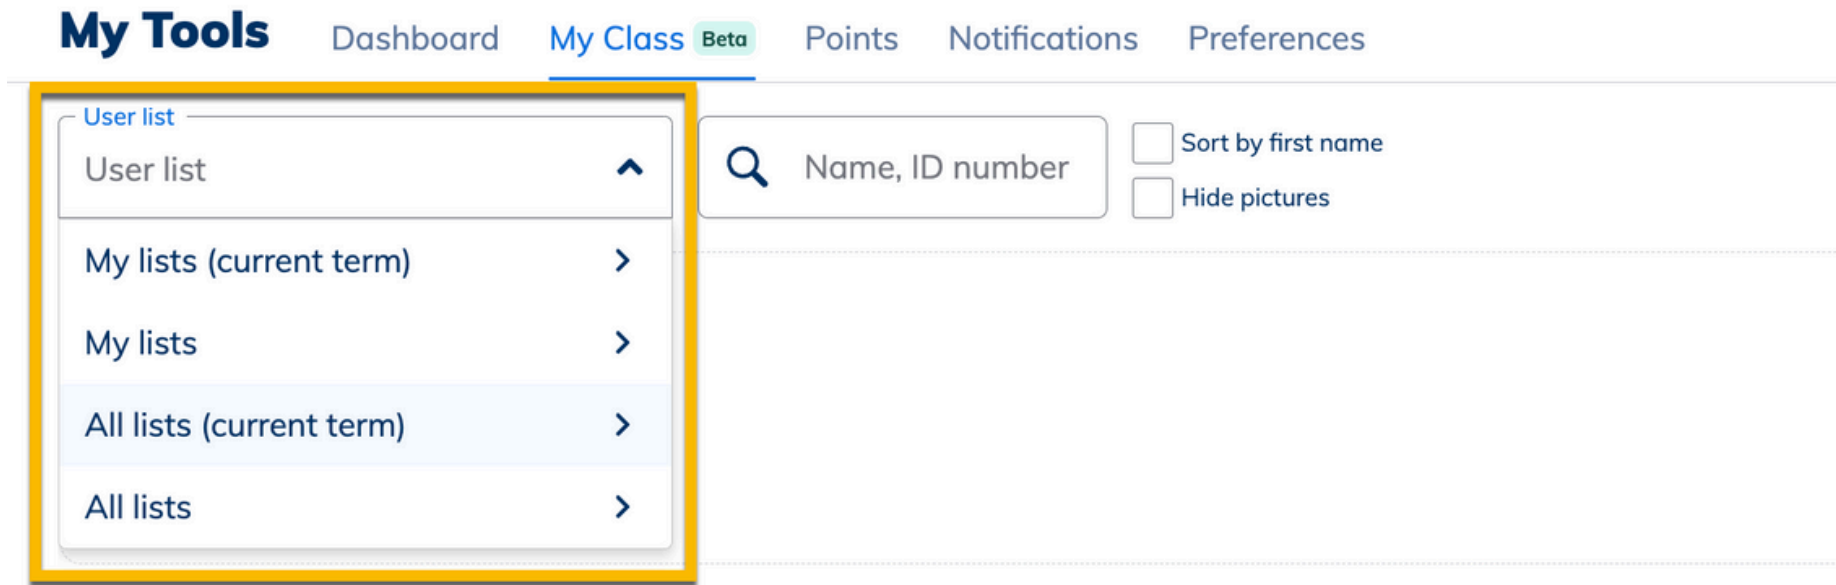 My Tools Dashboard My Class Beta Points Notifications Preferences
User list
User list
Name, ID number
Sort by first name
Hide pictures
My lists (current term)
My lists
All lists (current term)
All lists